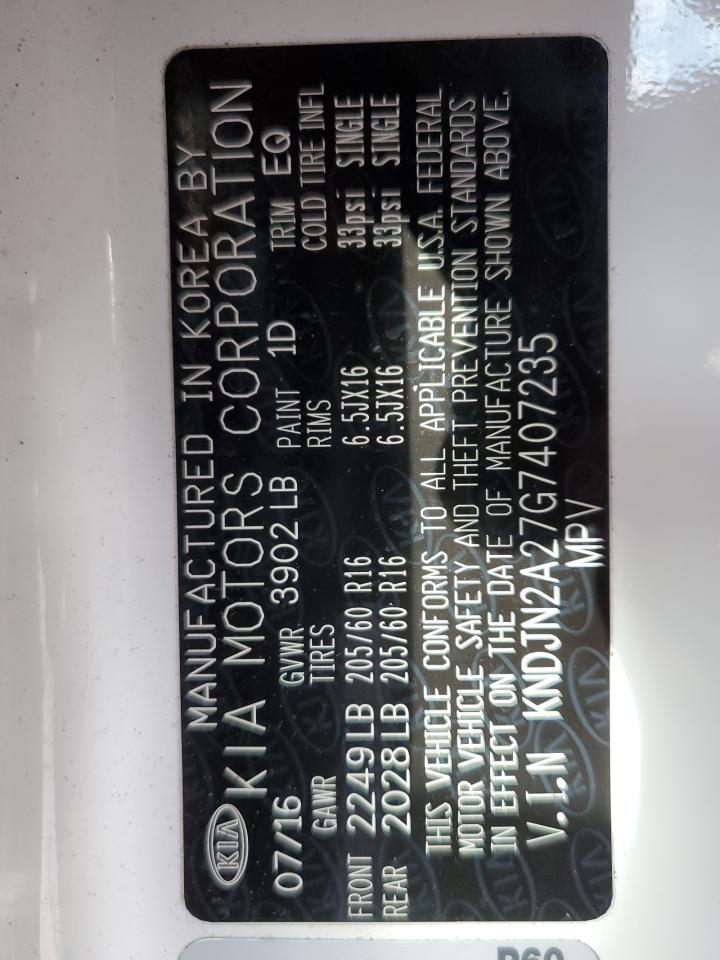 MANUFACTURED IN KOREA BY
KIA KIA MOTORS CORPORATION
07/16 GVWR 3902 LB PAINT 1D TRIM EQ
GAWR TIRES RIMS COLD TIRE INFL
FRONT 2249 LB 205/60 R16 6.5JX16 33psi SINGLE
REAR 2028 LB 205/60 R16 6.5JX16 33psi SINGLE
THIS VEHICLE CONFORMS TO ALL APPLICABLE U.S.A. FEDERAL
MOTOR VEHICLE SAFETY AND THEFT PREVENTION STANDARDS
IN EFFECT ON THE DATE OF MANUFACTURE SHOWN ABOVE.
V.I.N KNDJN2A27G7407235
MPV